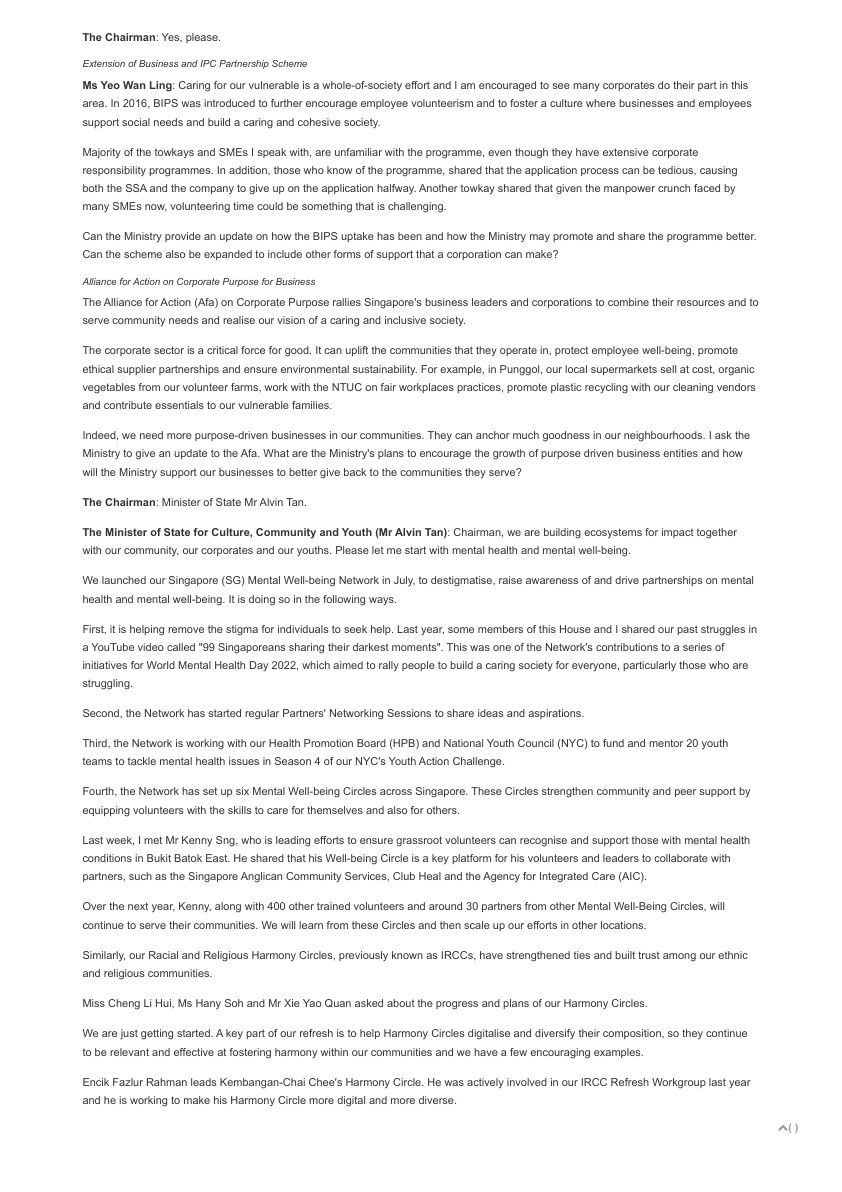 The Chairman: Yes, please.
Extension of Business and IPC Partnership Scheme
Ms Yeo Wan Ling: Caring for our vulnerable is a whole-of-society effort and I am encouraged to see many corporates do their part in this
area. In 2016, BIPS was introduced to further encourage employee volunteerism and to foster a culture where businesses and employees
support social needs and build a caring and cohesive society.
Majority of the towkays and SMEs I speak with, are unfamiliar with the programme, even though they have extensive corporate
responsibility programmes. In addition, those who know of the programme, shared that the application process can be tedious, causing
both the SSA and the company to give up on the application halfway. Another towkay shared that given the manpower crunch faced by
many SMEs now, volunteering time could be something that is challenging.
Can the Ministry provide an update on how the BIPS uptake has been and how the Ministry may promote and share the programme better.
Can the scheme also be expanded to include other forms of support that a corporation can make?
Alliance for Action on Corporate Purpose for Business
The Alliance for Action (Afa) on Corporate Purpose rallies Singapore's business leaders and corporations to combine their resources and to
serve community needs and realise our vision of a caring and inclusive society.
The corporate sector is a critical force for good. It can uplift the communities that they operate in, protect employee well-being, promote
ethical supplier partnerships and ensure environmental sustainability. For example, in Punggol, our local supermarkets sell at cost, organic
vegetables from our volunteer farms, work with the NTUC on fair workplaces practices, promote plastic recycling with our cleaning vendors
and contribute essentials to our vulnerable families.
Indeed, we need more purpose-driven businesses in our communities. They can anchor much goodness in our neighbourhoods. I ask the
Ministry to give an update to the Afa. What are the Ministry's plans to encourage the growth of purpose driven business entities and how
will the Ministry support our businesses to better give back to the communities they serve?
The Chairman: Minister of State Mr Alvin Tan.
The Minister of State for Culture, Community and Youth (Mr Alvin Tan): Chairman, we are building ecosystems for impact together
with our community, our corporates and our youths. Please let me start with mental health and mental well-being.
We launched our Singapore (SG) Mental Well-being Network in July, to destigmatise, raise awareness of and drive partnerships on mental
health and mental well-being. It is doing so in the following ways.
First, it is helping remove the stigma for individuals to seek help. Last year, some members of this House and I shared our past struggles in
a YouTube video called "99 Singaporeans sharing their darkest moments". This was one of the Network's contributions to a series of
initiatives for World Mental Health Day 2022, which aimed to rally people to build a caring society for everyone, particularly those who are
struggling.
Second, the Network has started regular Partners' Networking Sessions to share ideas and aspirations.
Third, the Network is working with our Health Promotion Board (HPB) and National Youth Council (NYC) to fund and mentor 20 youth
teams to tackle mental health issues in Season 4 of our NYC's Youth Action Challenge.
Fourth, the Network has set up six Mental Well-being Circles across Singapore. These Circles strengthen community and peer support by
equipping volunteers with the skills to care for themselves and also for others.
Last week, I met Mr Kenny Sng, who is leading efforts to ensure grassroot volunteers can recognise and support those with mental health
conditions in Bukit Batok East. He shared that his Well-being Circle is a key platform for his volunteers and leaders to collaborate with
partners, such as the Singapore Anglican Community Services, Club Heal and the Agency for Integrated Care (AIC).
Over the next year, Kenny, along with 400 other trained volunteers and around 30 partners from other Mental Well-Being Circles, will
continue to serve their communities. We will learn from these Circles and then scale up our efforts in other locations.
Similarly, our Racial and Religious Harmony Circles, previously known as IRCCs, have strengthened ties and built trust among our ethnic
and religious communities.
Miss Cheng Li Hui, Ms Hany Soh and Mr Xie Yao Quan asked about the progress and plans of our Harmony Circles.
We are just getting started. A key part of our refresh is to help Harmony Circles digitalise and diversify their composition, so they continue
to be relevant and effective at fostering harmony within our communities and we have a few encouraging examples.
Encik Fazlur Rahman leads Kembangan-Chai Chee's Harmony Circle. He was actively involved in our IRCC Refresh Workgroup last year
and he is working to make his Harmony Circle more digital and more diverse.
( )